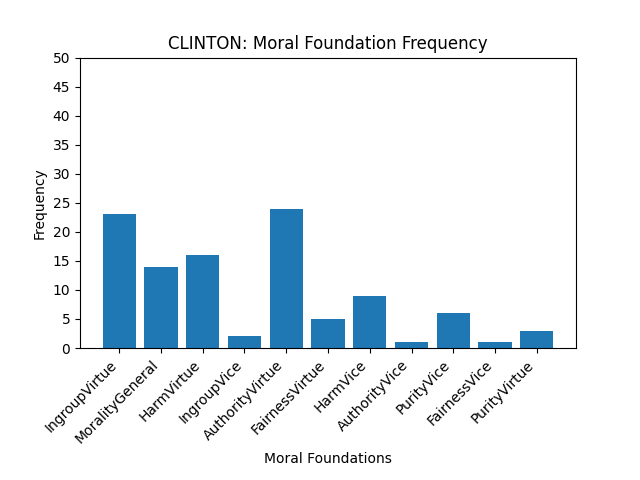 CLINTON: Moral Foundation Frequency
50
45
40
35
30
25
20
15
10
5
0
Frequency
IngroupVirtue
MoralityGeneral
HarmVirtue
IngroupVice
AuthorityVirtue
FairnessVirtue
HarmVice
AuthorityVice
PurityVice
FairnessVice
PurityVirtue
Moral Foundations